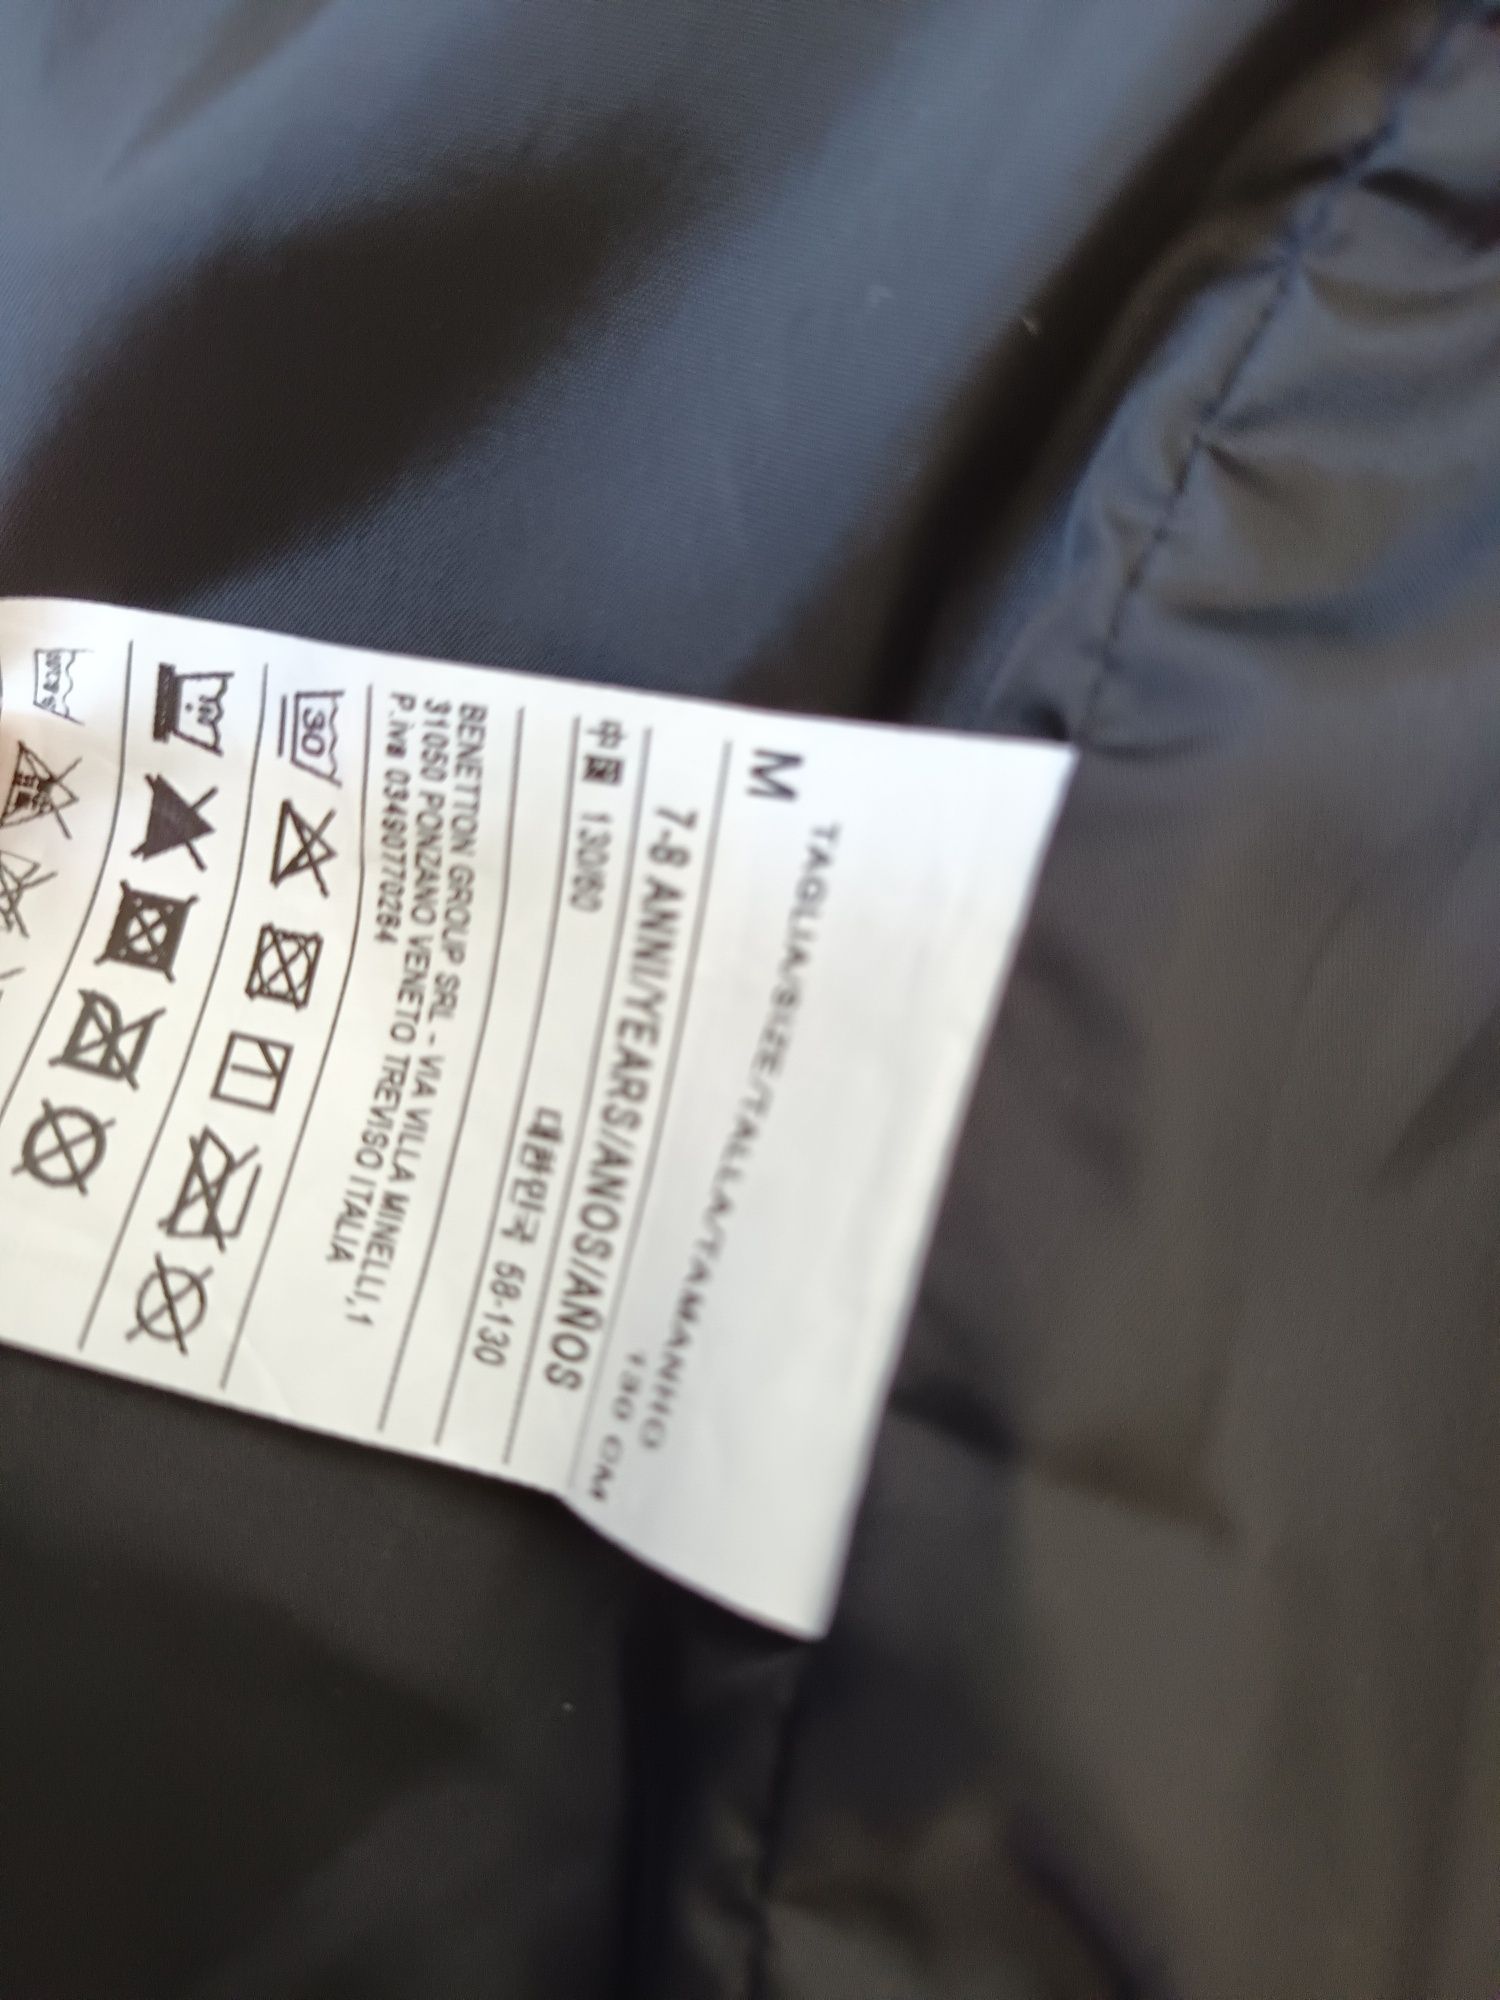 TAGLIA/SIZE/TALLA/TAMANHO
M 130 CM
7-8 ANNI/YEARS/ANOS/AÑOS
中国 130/60
대한민국 58-130
BENETTON GROUP SRL - VIA VILLA MINELLI,1
31050 PONZANO VENETO TREVISO ITALIA
P.iva 03490770264
30